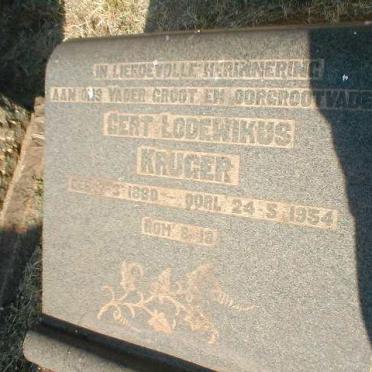 IN LIEFDEVOLLE HERINNERING
AAN ONS VADER GROOT EN OORGROOTVADER
GERT LODEWIKUS
KRUGER
GEB 1880 — OORL 24-5-1954
ROM 8:18